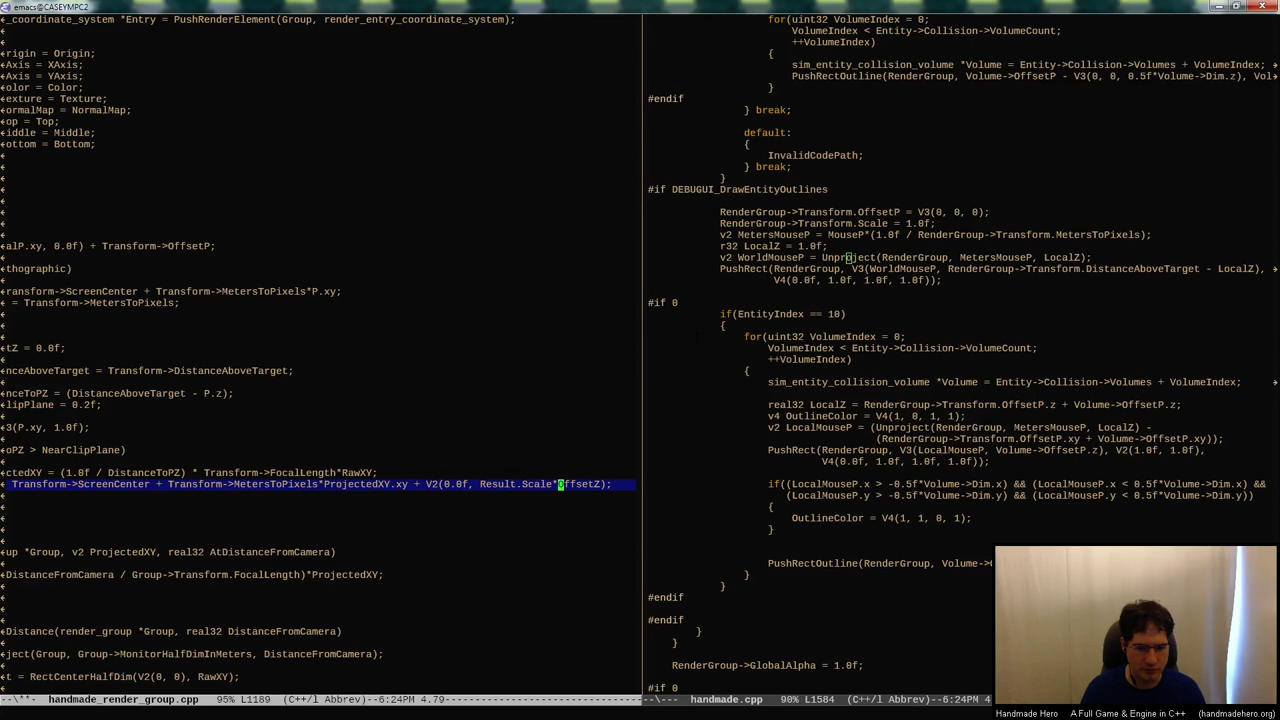 emacs@CASEYMPC2
_coordinate_system *Entry = PushRenderElement(Group, render_entry_coordinate_system);
rigin = Origin;
Axis = XAxis;
Axis = YAxis;
olor = Color;
exture = Texture;
ormalMap = NormalMap;
op = Top;
iddle = Middle;
ottom = Bottom;
alP.xy, 0.0f) + Transform->OffsetP;
thographic)
ransform->ScreenCenter + Transform->MetersToPixels*P.xy;
= Transform->MetersToPixels;
tZ = 0.0f;
nceAboveTarget = Transform->DistanceAboveTarget;
nceToPZ = (DistanceAboveTarget - P.z);
lipPlane = 0.2f;
3(P.xy, 1.0f);
oPZ > NearClipPlane)
ctedXY = (1.0f / DistanceToPZ) * Transform->FocalLength*RawXY;
Transform->ScreenCenter + Transform->MetersToPixels*ProjectedXY.xy + V2(0.0f, Result.Scale*OffsetZ);
up *Group, v2 ProjectedXY, real32 AtDistanceFromCamera)
DistanceFromCamera / Group->Transform.FocalLength)*ProjectedXY;
Distance(render_group *Group, real32 DistanceFromCamera)
ject(Group, Group->MonitorHalfDimInMeters, DistanceFromCamera);
t = RectCenterHalfDim(V2(0, 0), RawXY);
-\**- handmade_render_group.cpp 95% L1189 (C++/l Abbrev)--6:24PM 4.79
for(uint32 VolumeIndex = 0;
VolumeIndex < Entity->Collision->VolumeCount;
++VolumeIndex)
{
sim_entity_collision_volume *Volume = Entity->Collision->Volumes + VolumeIndex;
PushRectOutline(RenderGroup, Volume->OffsetP - V3(0, 0, 0.5f*Volume->Dim.z), Vol
}
#endif
} break;
default:
{
InvalidCodePath;
} break;
}
#if DEBUGUI_DrawEntityOutlines
RenderGroup->Transform.OffsetP = V3(0, 0, 0);
RenderGroup->Transform.Scale = 1.0f;
v2 MetersMouseP = MouseP*(1.0f / RenderGroup->Transform.MetersToPixels);
r32 LocalZ = 1.0f;
v2 WorldMouseP = Unproject(RenderGroup, MetersMouseP, LocalZ);
PushRect(RenderGroup, V3(WorldMouseP, RenderGroup->Transform.DistanceAboveTarget - LocalZ),
V4(0.0f, 1.0f, 1.0f, 1.0f));
#if 0
if(EntityIndex == 10)
{
for(uint32 VolumeIndex = 0;
VolumeIndex < Entity->Collision->VolumeCount;
++VolumeIndex)
{
sim_entity_collision_volume *Volume = Entity->Collision->Volumes + VolumeIndex;
real32 LocalZ = RenderGroup->Transform.OffsetP.z + Volume->OffsetP.z;
v4 OutlineColor = V4(1, 0, 1, 1);
v2 LocalMouseP = (Unproject(RenderGroup, MetersMouseP, LocalZ) -
(RenderGroup->Transform.OffsetP.xy + Volume->OffsetP.xy));
PushRect(RenderGroup, V3(LocalMouseP, Volume->OffsetP.z), V2(1.0f, 1.0f),
V4(0.0f, 1.0f, 1.0f, 1.0f));
if((LocalMouseP.x > -0.5f*Volume->Dim.x) && (LocalMouseP.x < 0.5f*Volume->Dim.x) &&
(LocalMouseP.y > -0.5f*Volume->Dim.y) && (LocalMouseP.y < 0.5f*Volume->Dim.y))
{
OutlineColor = V4(1, 1, 0, 1);
}
PushRectOutline(RenderGroup, Volume->
}
}
#endif
#endif
}
}
RenderGroup->GlobalAlpha = 1.0f;
#if 0
-\--- handmade.cpp 90% L1584 (C++/l Abbrev)--6:24PM 4
Handmade Hero A Full Game & Engine in C++ (handmadehero.org)